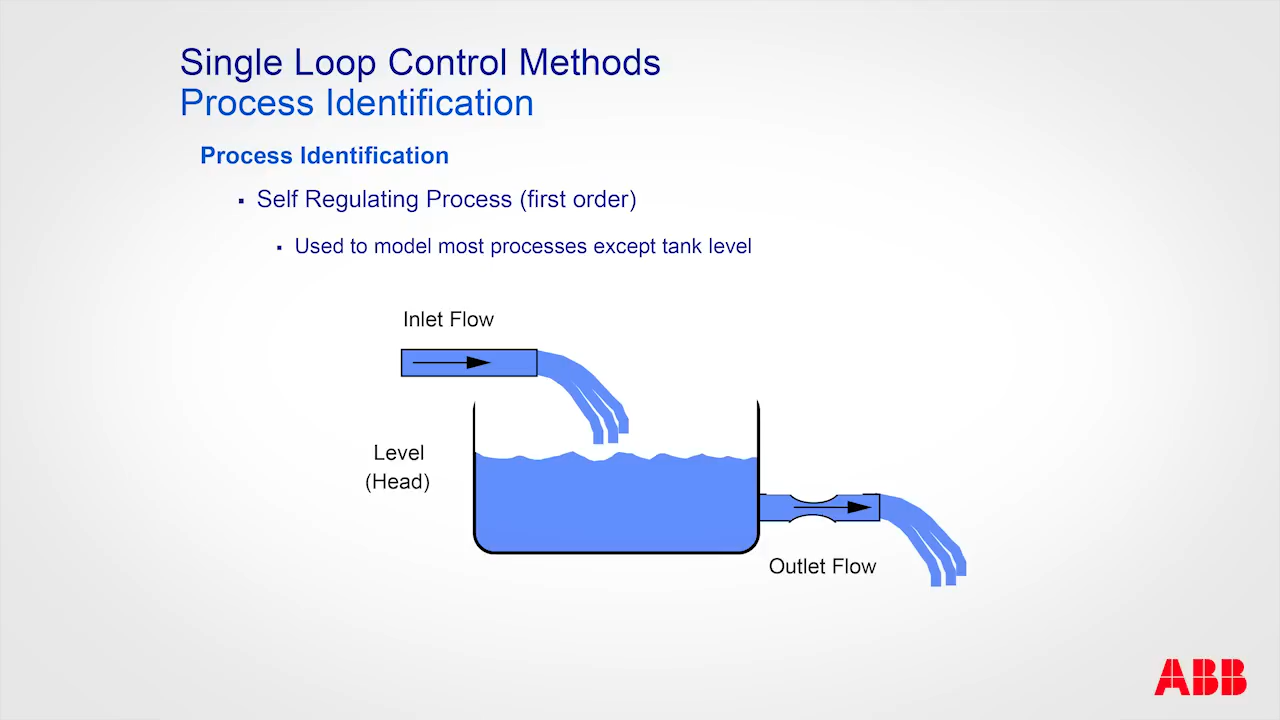 Single Loop Control Methods
Process Identification
Process Identification
▪ Self Regulating Process (first order)
▪ Used to model most processes except tank level
Inlet Flow
Level
(Head)
Outlet Flow
ABB